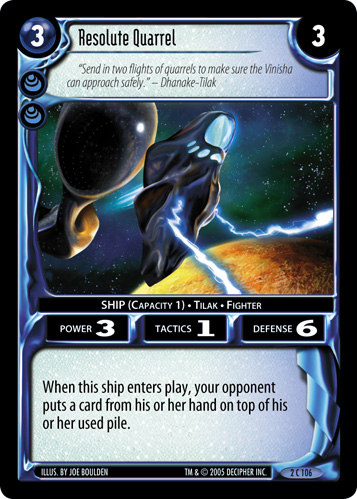 3 Resolute Quarrel 3
"Send in two flights of quarrels to make sure the Vinisha
can approach safely." – Dhanake-Tilak
SHIP (CAPACITY 1) • TILAK • FIGHTER
POWER 3 TACTICS 1 DEFENSE 6
When this ship enters play, your opponent
puts a card from his or her hand on top of his
or her used pile.
ILLUS. BY JOE BOULDEN TM & © 2005 DECIPHER INC. 2 C 106